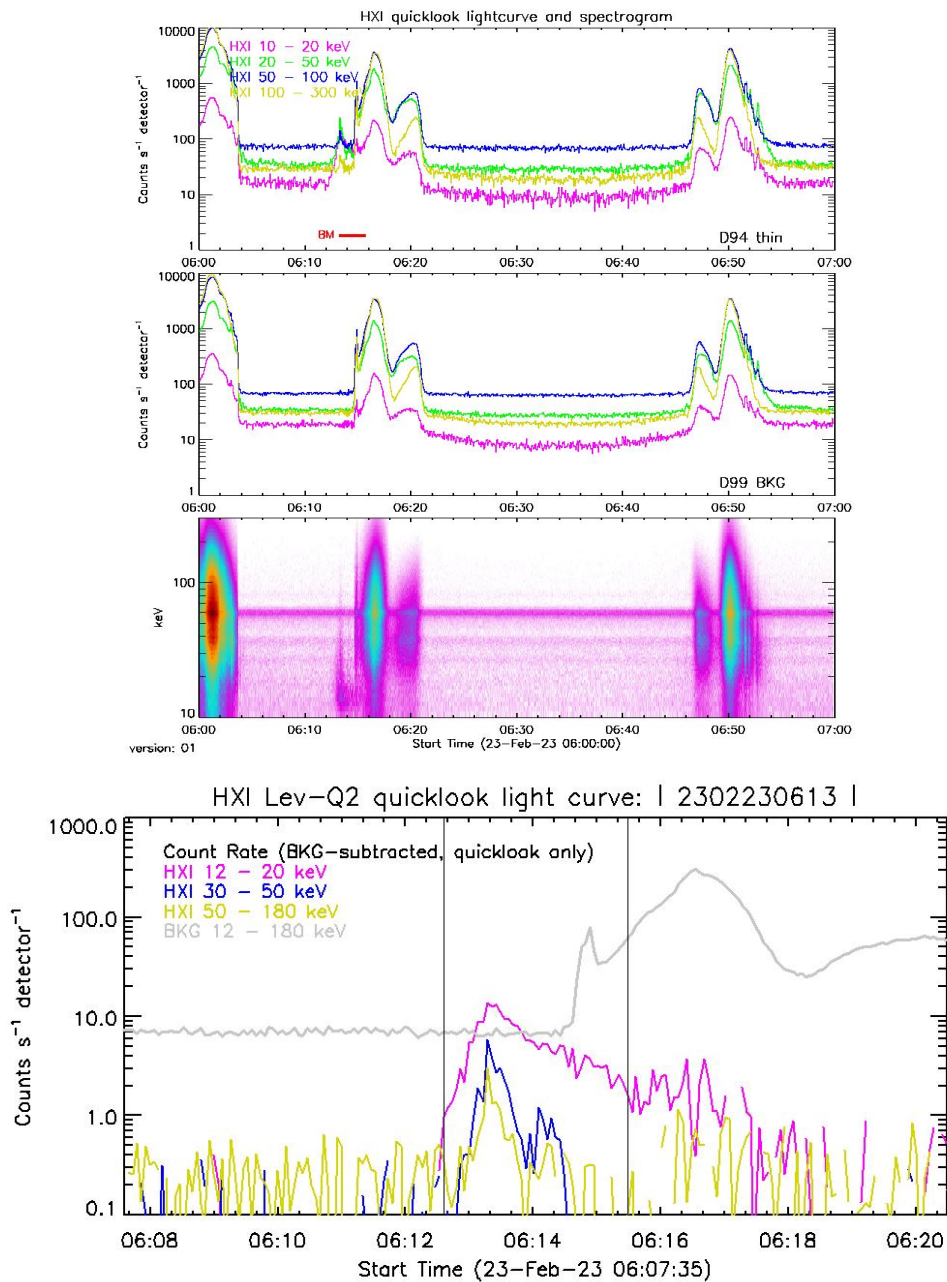 HXI quicklook lightcurve and spectrogram
10000
1000
100
10
1
Counts s⁻¹ detector⁻¹
HXI 10 - 20 keV
HXI 20 - 50 keV
HXI 50 - 100 keV
HXI 100 - 300 keV
BM
D94 thin
06:00 06:10 06:20 06:30 06:40 06:50 07:00
10000
1000
100
10
1
Counts s⁻¹ detector⁻¹
D99 BKG
06:00 06:10 06:20 06:30 06:40 06:50 07:00
100
10
keV
06:00 06:10 06:20 06:30 06:40 06:50 07:00
Start Time (23-Feb-23 06:00:00)
version: 01
HXI Lev-Q2 quicklook light curve: | 2302230613 |
1000.0
100.0
10.0
1.0
0.1
Counts s⁻¹ detector⁻¹
Count Rate (BKG-subtracted, quicklook only)
HXI 12 - 20 keV
HXI 30 - 50 keV
HXI 50 - 180 keV
BKG 12 - 180 keV
06:08 06:10 06:12 06:14 06:16 06:18 06:20
Start Time (23-Feb-23 06:07:35)